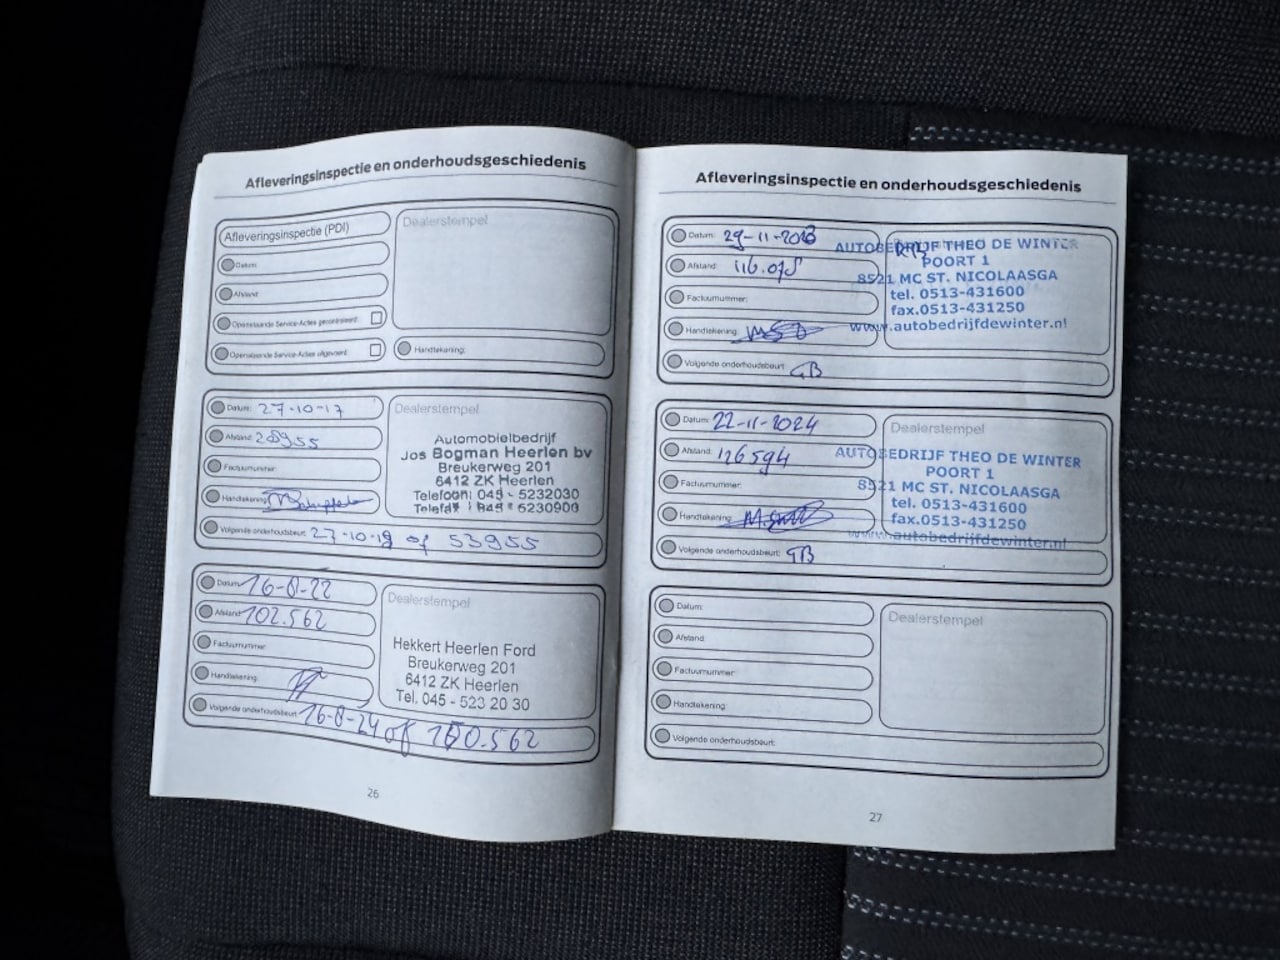 Afleveringsinspectie en onderhoudsgeschiedenis
Afleveringsinspectie (PDI)
Dealerstempel
Datum:
Afstand:
Openstaande Service-Acties gecontroleerd:
Openstaande Service-Acties uitgevoerd:
Handtekening:
Datum: 27-10-17
Dealerstempel
Afstand: 28955
Factuurnummer:
Handtekening:
Automobielbedrijf
Jos Bogman Heerlen bv
Breukerweg 201
6412 ZK Heerlen
Telefoon: 045 - 5232030
5230900
Volgende onderhoudsbeurt: 27-10-19 of 53955
Datum: 16-8-22
Dealerstempel
Afstand: 102.562
Factuurnummer:
Handtekening:
Hekkert Heerlen Ford
Breukerweg 201
6412 ZK Heerlen
Tel. 045 - 523 20 30
Volgende onderhoudsbeurt: 16-8-24 of
26
Afleveringsinspectie en onderhoudsgeschiedenis
Datum: 29-11-2023
Afstand: 116.075
Factuurnummer:
Handtekening:
AUTOBEDRIJF THEO DE WINTER
POORT 1
8521 MC ST. NICOLAASGA
tel. 0513-431600
fax.0513-431250
www.autobedrijfdewinter.nl
Volgende onderhoudsbeurt: GB
Datum: 22-11-2024
Dealerstempel
Afstand: 126594
Factuurnummer:
Handtekening:
AUTOBEDRIJF THEO DE WINTER
POORT 1
8521 MC ST. NICOLAASGA
tel. 0513-431600
fax.0513-431250
www.autobedrijfdewinter.nl
Volgende onderhoudsbeurt: GB
Datum:
Dealerstempel
Afstand:
Factuurnummer:
Handtekening:
Volgende onderhoudsbeurt:
27